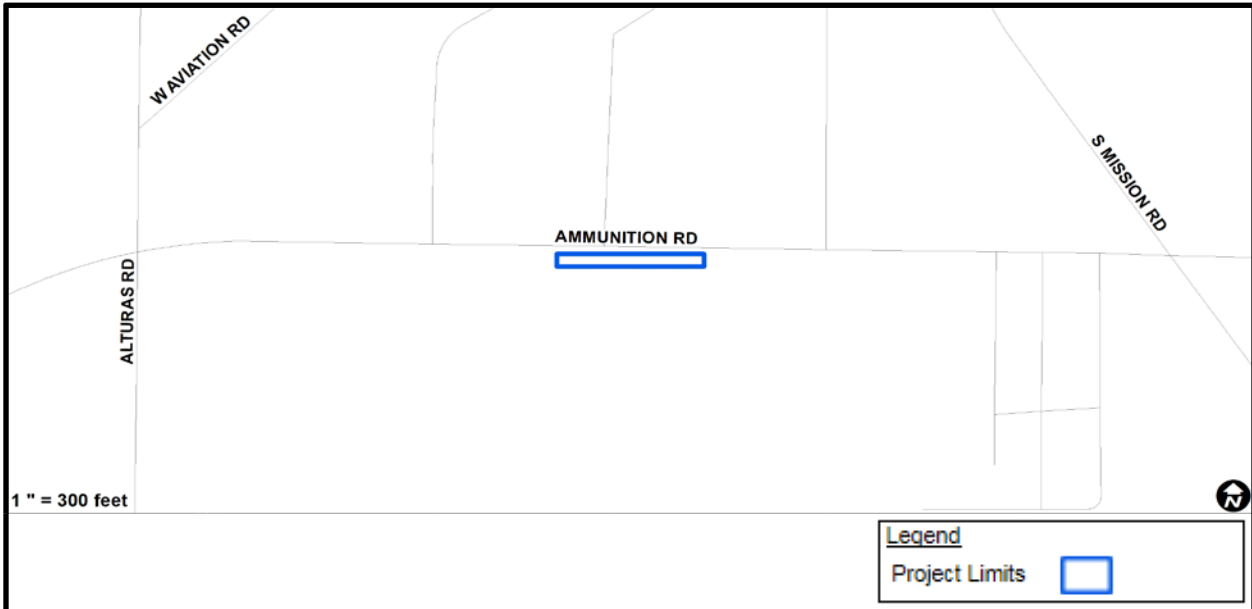 W AVIATION RD
S MISSION RD
AMMUNITION RD
ALTURAS RD
1 " = 300 feet
N
Legend
Project Limits